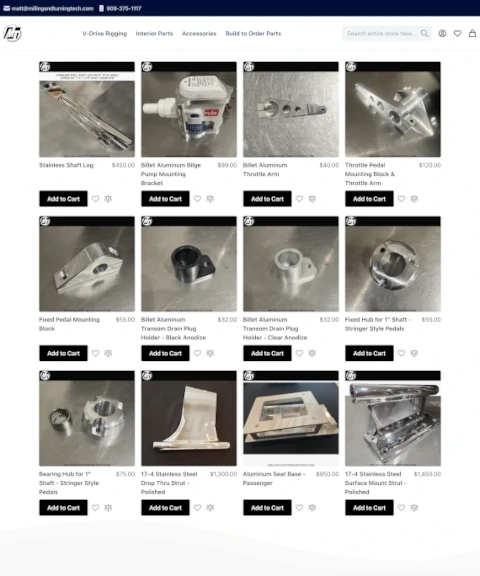 matt@millingandturningtech.com 909-375-1117
V-Drive Rigging Interior Parts Accessories Build to Order Parts
Search entire store here...
Stainless Shaft Log $450.00
Billet Aluminum Bilge $99.00
Pump Mounting
Bracket
Billet Aluminum $40.00
Throttle Arm
Throttle Pedal $120.00
Mounting Block &
Throttle Arm
Add to Cart
Add to Cart
Add to Cart
Add to Cart
Fixed Pedal Mounting $55.00
Block
Billet Aluminum $32.00
Transom Drain Plug
Holder - Black Anodize
Billet Aluminum $32.00
Transom Drain Plug
Holder - Clear Anodize
Fixed Hub for 1" Shaft - $55.00
Stringer Style Pedals
Add to Cart
Add to Cart
Add to Cart
Add to Cart
Bearing Hub for 1" $75.00
Shaft - Stringer Style
Pedals
17-4 Stainless Steel $1,300.00
Drop Thru Strut -
Polished
Aluminum Seat Base - $950.00
Passenger
17-4 Stainless Steel $1,450.00
Surface Mount Strut -
Polished
Add to Cart
Add to Cart
Add to Cart
Add to Cart